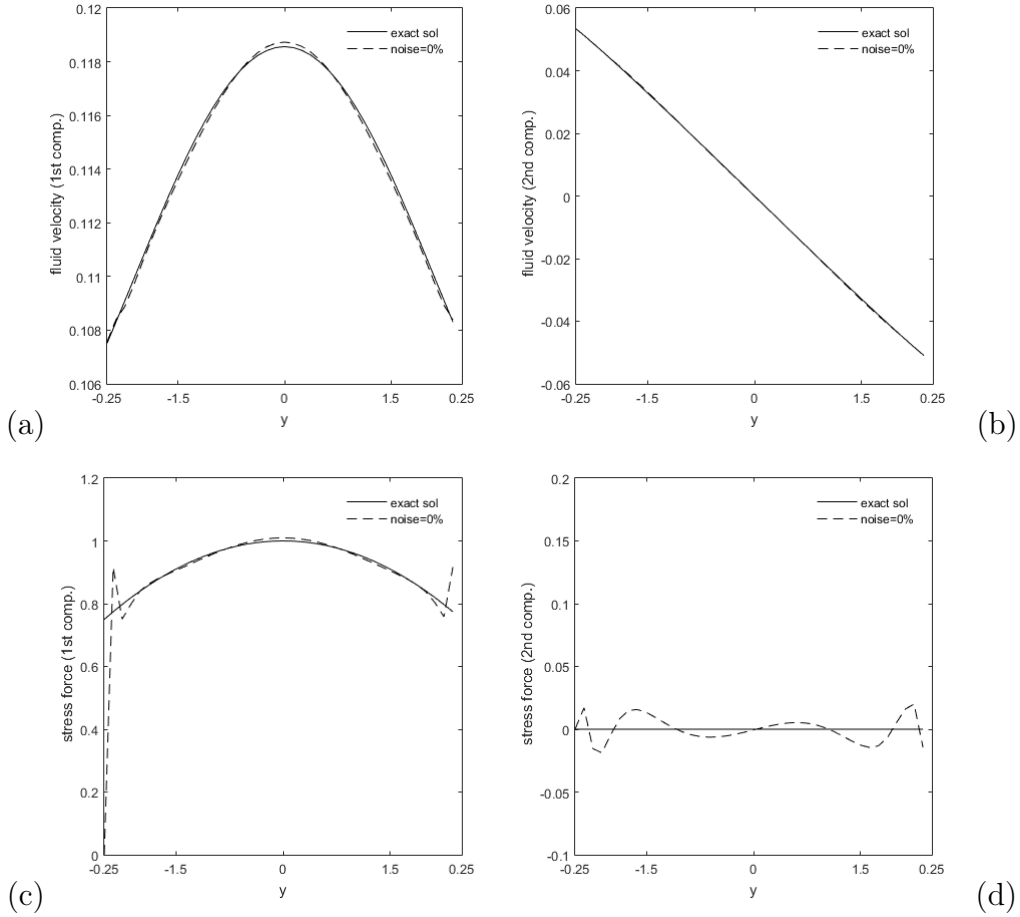 0.12
0.118
0.116
0.114
0.112
0.11
0.108
0.106
fluid velocity (1st comp.)
exact sol
noise=0%
-0.25 -1.5 0 1.5 0.25
y
(a)
0.06
0.04
0.02
0
-0.02
-0.04
-0.06
fluid velocity (2nd comp.)
exact sol
noise=0%
-0.25 -1.5 0 1.5 0.25
y
(b)
1.2
1
0.8
0.6
0.4
0.2
0
stress force (1st comp.)
exact sol
noise=0%
-0.25 -1.5 0 1.5 0.25
y
(c)
0.2
0.15
0.1
0.05
0
-0.05
-0.1
stress force (2nd comp.)
exact sol
noise=0%
-0.25 -1.5 0 1.5 0.25
y
(d)